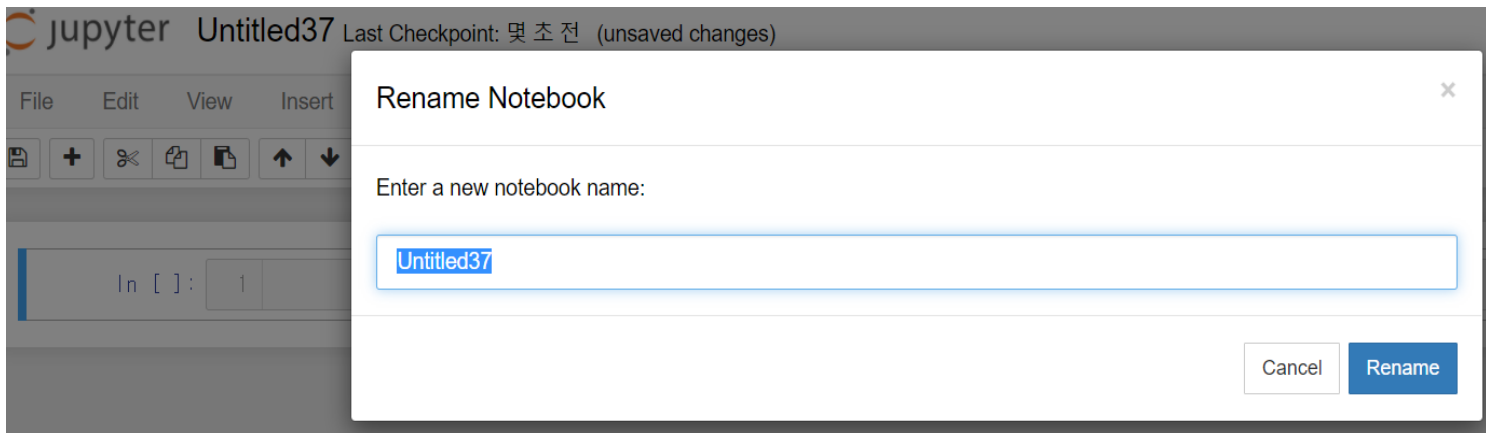 jupyter Untitled37 Last Checkpoint: 몇 초 전 (unsaved changes)
File Edit View Insert
Rename Notebook ×
Enter a new notebook name:
Untitled37
In [ ]: 1
Cancel Rename